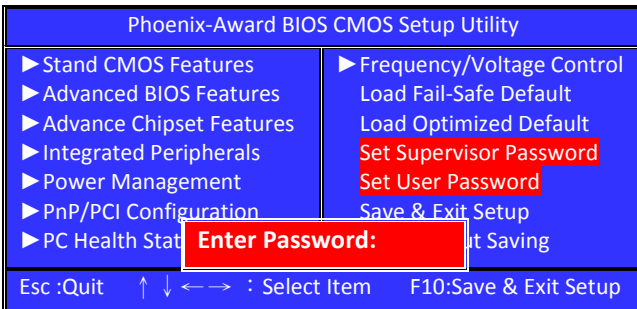 Phoenix-Award BIOS CMOS Setup Utility
►Stand CMOS Features
►Advanced BIOS Features
►Advance Chipset Features
►Integrated Peripherals
►Power Management
►PnP/PCI Configuration
►PC Health Stat
►Frequency/Voltage Control
Load Fail-Safe Default
Load Optimized Default
Set Supervisor Password
Set User Password
Save & Exit Setup
t Saving
Enter Password:
Esc :Quit ↑↓←→：Select Item F10:Save & Exit Setup